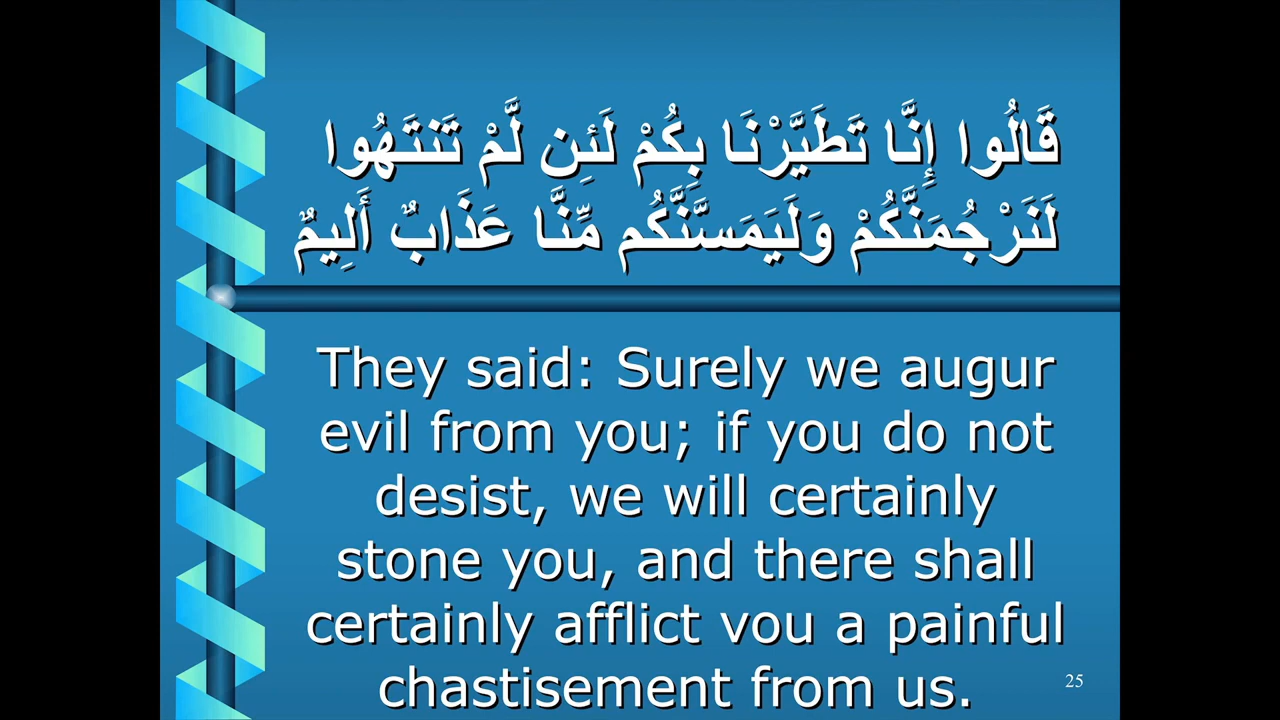 قَالُوا إِنَّا تَطَيَّرْنَا بِكُمْ لَئِن لَّمْ تَنتَهُوا
لَنَرْجُمَنَّكُمْ وَلَيَمَسَّنَّكُم مِّنَّا عَذَابٌ أَلِيمٌ
They said: Surely we augur
evil from you; if you do not
desist, we will certainly
stone you, and there shall
certainly afflict vou a painful
chastisement from us.
25